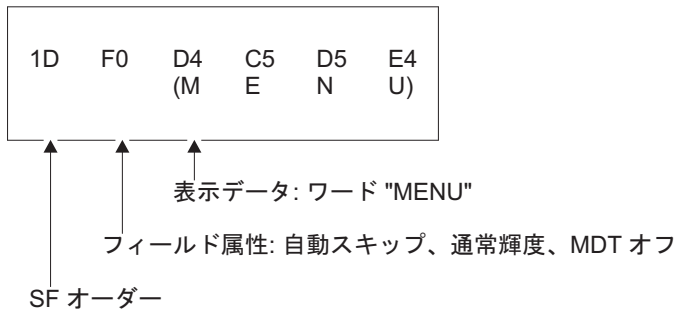 1D F0 D4 C5 D5 E4
(M E N U)
表示データ: ワード "MENU"
フィールド属性: 自動スキップ、通常輝度、MDT オフ
SF オーダー